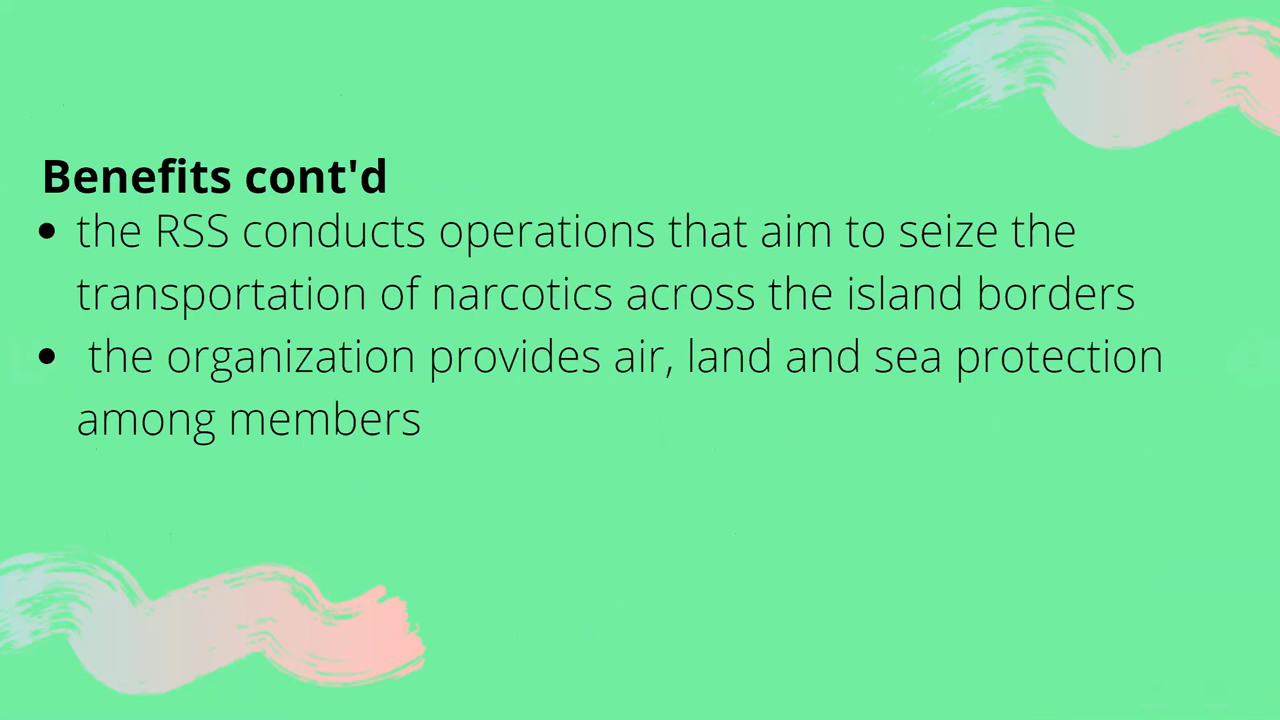 Benefits cont'd
• the RSS conducts operations that aim to seize the
transportation of narcotics across the island borders
• the organization provides air, land and sea protection
among members